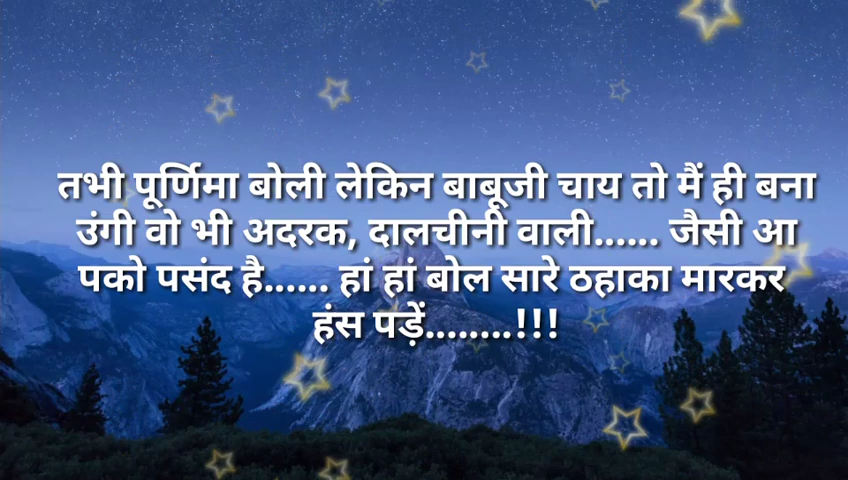 तभी पूर्णिमा बोली लेकिन बाबूजी चाय तो मैं ही बना
उंगी वो भी अदरक, दालचीनी वाली...... जैसी आ
पको पसंद है...... हां हां बोल सारे ठहाका मारकर
हंस पड़ें........!!!